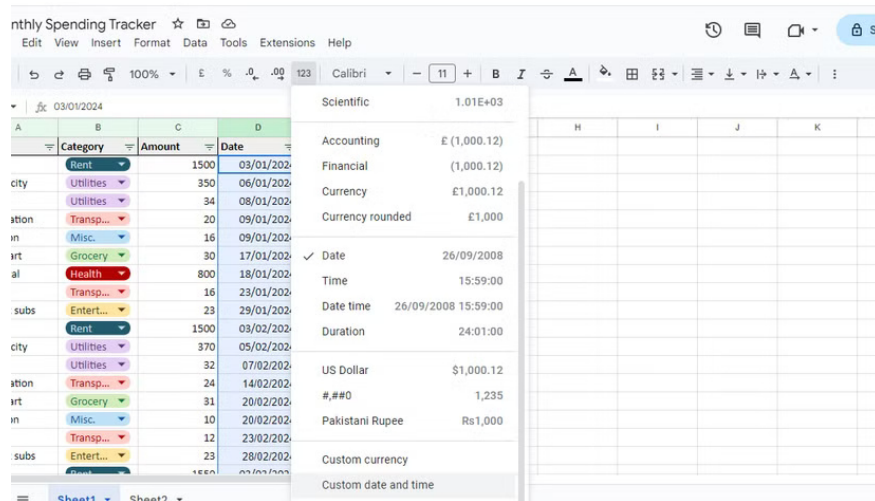 nthly Spending Tracker
Edit View Insert Format Data Tools Extensions Help
S
100% £ % .0 .00 123 Calibri − 11 + B I A A
fx 03/01/2024
A B C D H I J K
Category Amount Date
Rent 1500 03/01/2024
city Utilities 350 06/01/2024
Utilities 34 08/01/2024
ation Transp... 20 09/01/2024
on Misc. 16 09/01/2024
art Grocery 30 17/01/2024
al Health 800 18/01/2024
Transp... 16 23/01/2024
subs Entert... 23 29/01/2024
Rent 1500 03/02/2024
city Utilities 370 05/02/2024
Utilities 32 07/02/2024
ation Transp... 24 14/02/2024
art Grocery 31 20/02/2024
on Misc. 10 20/02/2024
Transp... 12 23/02/2024
subs Entert... 23 28/02/2024
Rent 1550
Sheet1 Sheet2
Scientific 1.01E+03
Accounting £ (1,000.12)
Financial (1,000.12)
Currency £1,000.12
Currency rounded £1,000
Date 26/09/2008
Time 15:59:00
Date time 26/09/2008 15:59:00
Duration 24:01:00
US Dollar $1,000.12
#,##0 1,235
Pakistani Rupee Rs1,000
Custom currency
Custom date and time